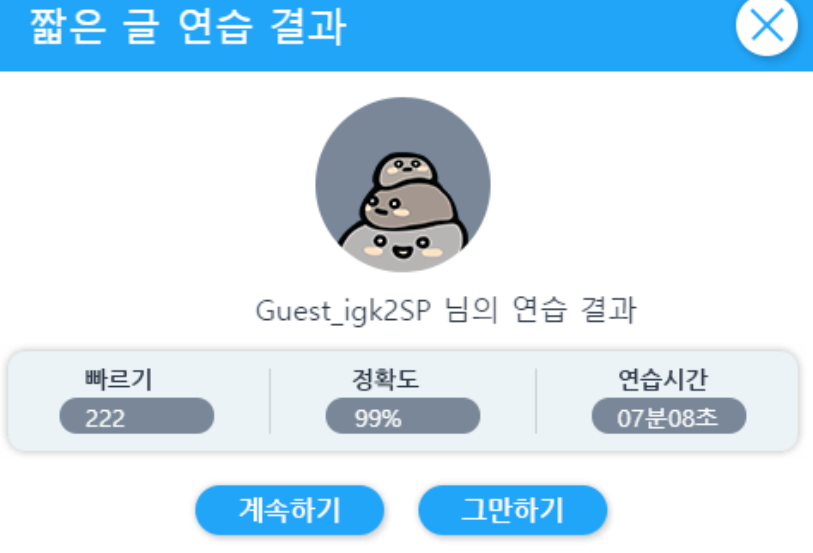 짧은 글 연습 결과
Guest_igk2SP 님의 연습 결과
빠르기 정확도 연습시간
222 99% 07분08초
계속하기 그만하기